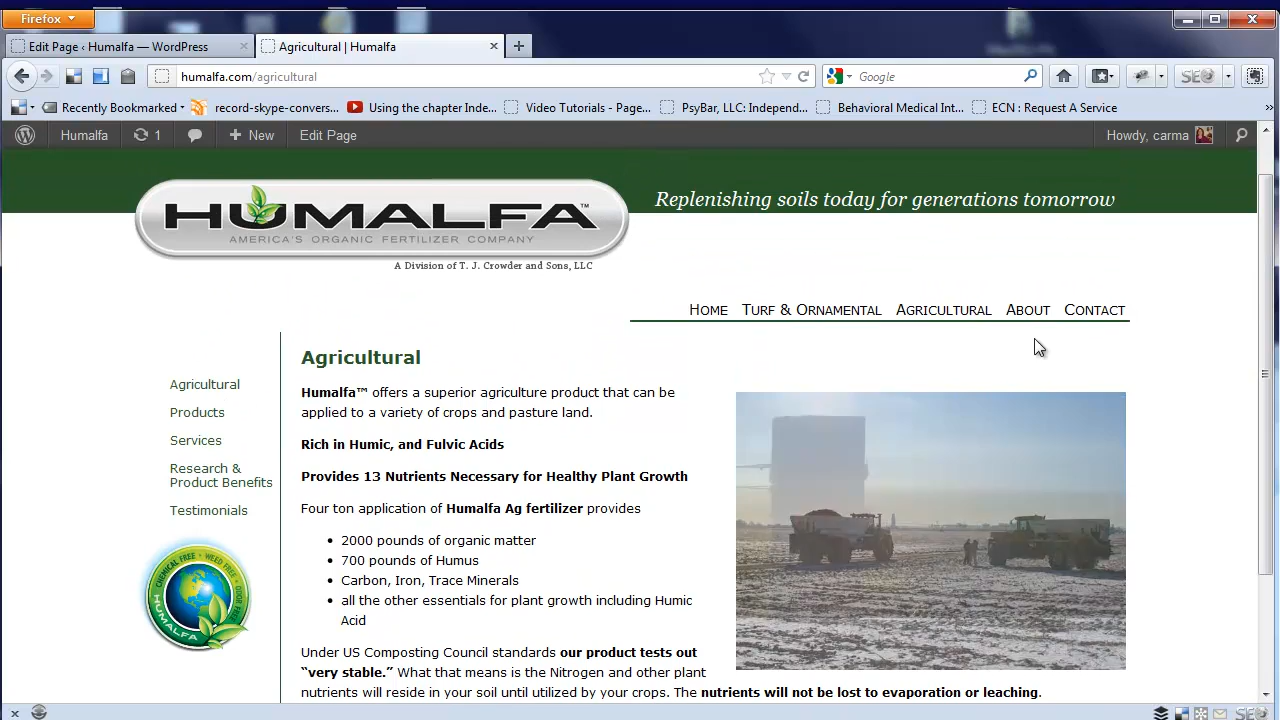 Firefox
Edit Page ‹ Humalfa — WordPress
Agricultural | Humalfa
humalfa.com/agricultural
Google
SEO
Recently Bookmarked
record-skype-convers...
Using the chapter Inde...
Video Tutorials - Page...
PsyBar, LLC: Independ...
Behavioral Medical Int...
ECN : Request A Service
Humalfa
1
New
Edit Page
Howdy, carma
HUMALFA™
AMERICA'S ORGANIC FERTILIZER COMPANY
Replenishing soils today for generations tomorrow
A Division of T. J. Crowder and Sons, LLC
Home Turf & Ornamental Agricultural About Contact
Agricultural
Products
Services
Research &
Product Benefits
Testimonials
CHEMICAL FREE • WEED FREE • ODOR FREE
HUMALFA
Agricultural
Humalfa™ offers a superior agriculture product that can be
applied to a variety of crops and pasture land.
Rich in Humic, and Fulvic Acids
Provides 13 Nutrients Necessary for Healthy Plant Growth
Four ton application of Humalfa Ag fertilizer provides
• 2000 pounds of organic matter
• 700 pounds of Humus
• Carbon, Iron, Trace Minerals
• all the other essentials for plant growth including Humic
Acid
Under US Composting Council standards our product tests out
“very stable.” What that means is the Nitrogen and other plant
nutrients will reside in your soil until utilized by your crops. The nutrients will not be lost to evaporation or leaching.
SEO